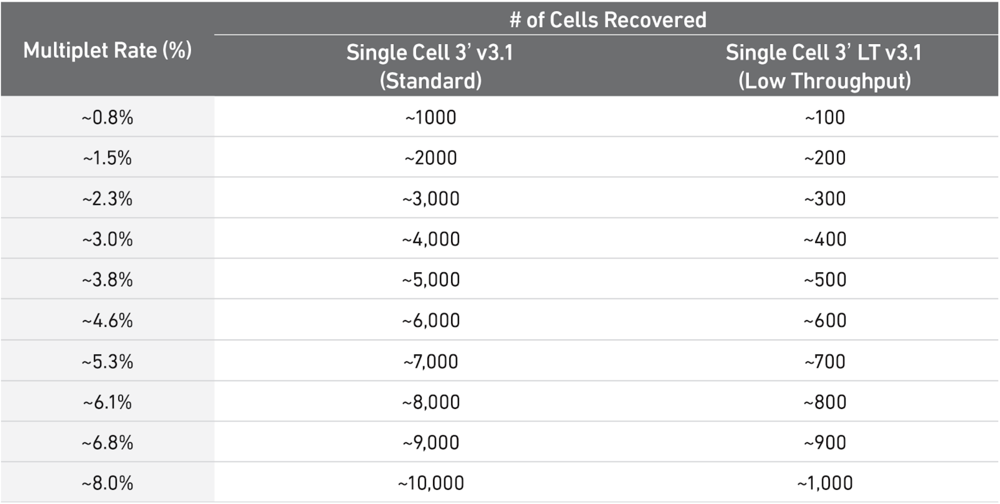 # of Cells Recovered
Multiplet Rate (%)
Single Cell 3’ v3.1
(Standard)
Single Cell 3’ LT v3.1
(Low Throughput)
~0.8% ~1000 ~100
~1.5% ~2000 ~200
~2.3% ~3,000 ~300
~3.0% ~4,000 ~400
~3.8% ~5,000 ~500
~4.6% ~6,000 ~600
~5.3% ~7,000 ~700
~6.1% ~8,000 ~800
~6.8% ~9,000 ~900
~8.0% ~10,000 ~1,000